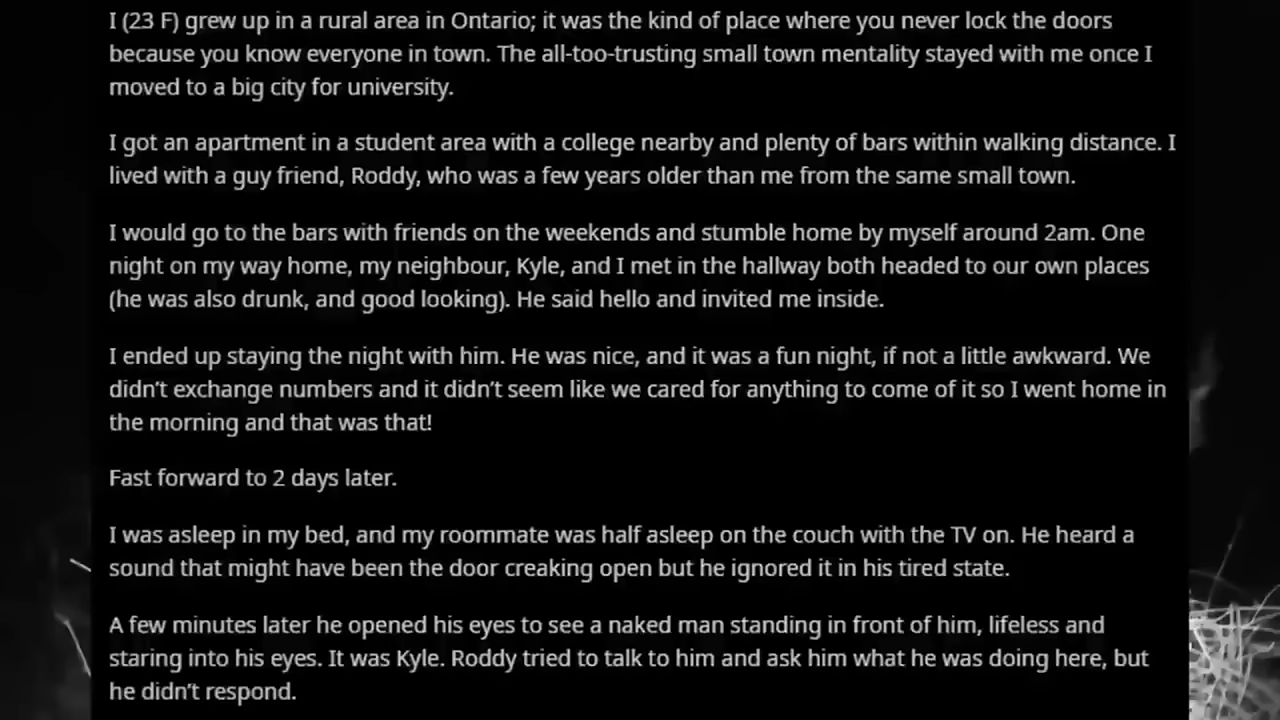 I (23 F) grew up in a rural area in Ontario; it was the kind of place where you never lock the doors
because you know everyone in town. The all-too-trusting small town mentality stayed with me once I
moved to a big city for university.
I got an apartment in a student area with a college nearby and plenty of bars within walking distance. I
lived with a guy friend, Roddy, who was a few years older than me from the same small town.
I would go to the bars with friends on the weekends and stumble home by myself around 2am. One
night on my way home, my neighbour, Kyle, and I met in the hallway both headed to our own places
(he was also drunk, and good looking). He said hello and invited me inside.
I ended up staying the night with him. He was nice, and it was a fun night, if not a little awkward. We
didn’t exchange numbers and it didn’t seem like we cared for anything to come of it so I went home in
the morning and that was that!
Fast forward to 2 days later.
I was asleep in my bed, and my roommate was half asleep on the couch with the TV on. He heard a
sound that might have been the door creaking open but he ignored it in his tired state.
A few minutes later he opened his eyes to see a naked man standing in front of him, lifeless and
staring into his eyes. It was Kyle. Roddy tried to talk to him and ask him what he was doing here, but
he didn’t respond.